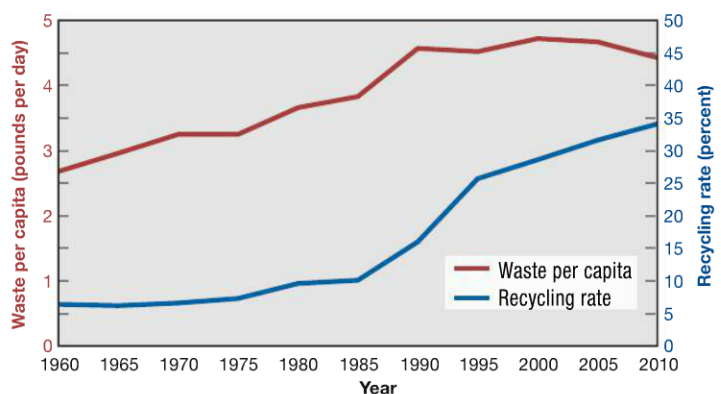 Waste per capita (pounds per day)
5
4
3
2
1
0
50
45
40
35
30
25
20
15
10
5
0
Recycling rate (percent)
Waste per capita
Recycling rate
1960 1965 1970 1975 1980 1985 1990 1995 2000 2005 2010
Year